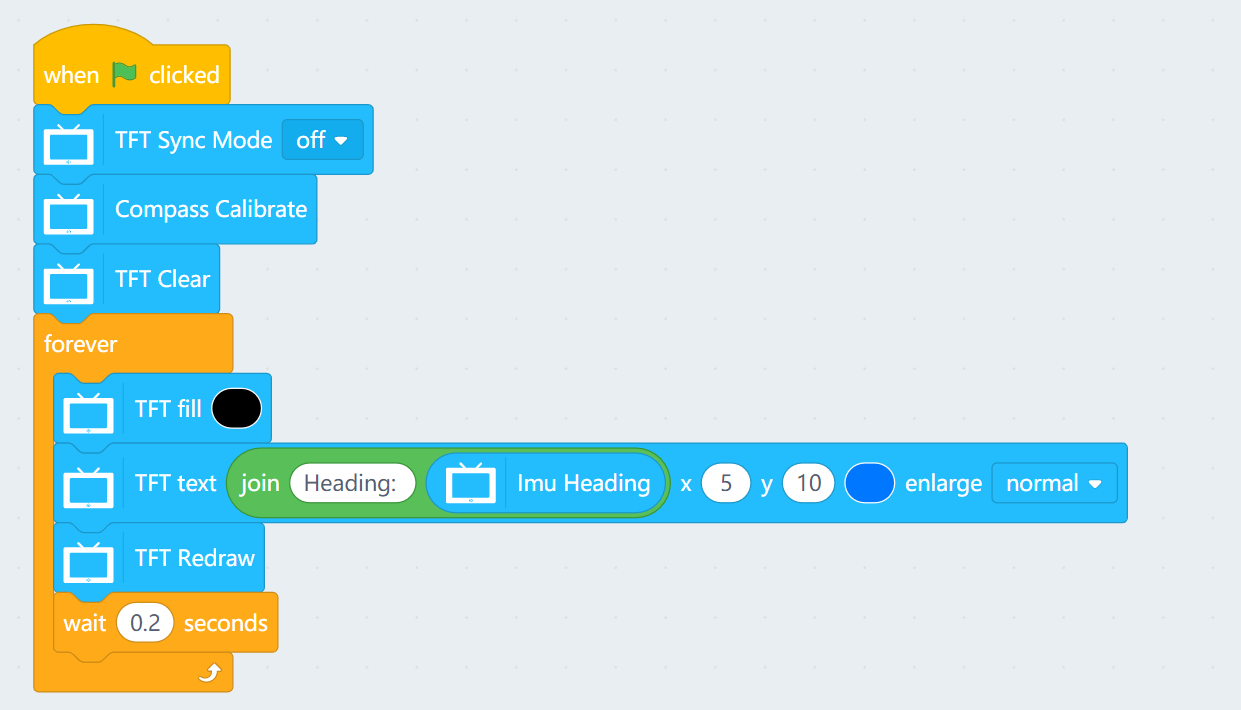 when clicked
TFT Sync Mode off
Compass Calibrate
TFT Clear
forever
TFT fill
TFT text join Heading: Imu Heading x 5 y 10 enlarge normal
TFT Redraw
wait 0.2 seconds